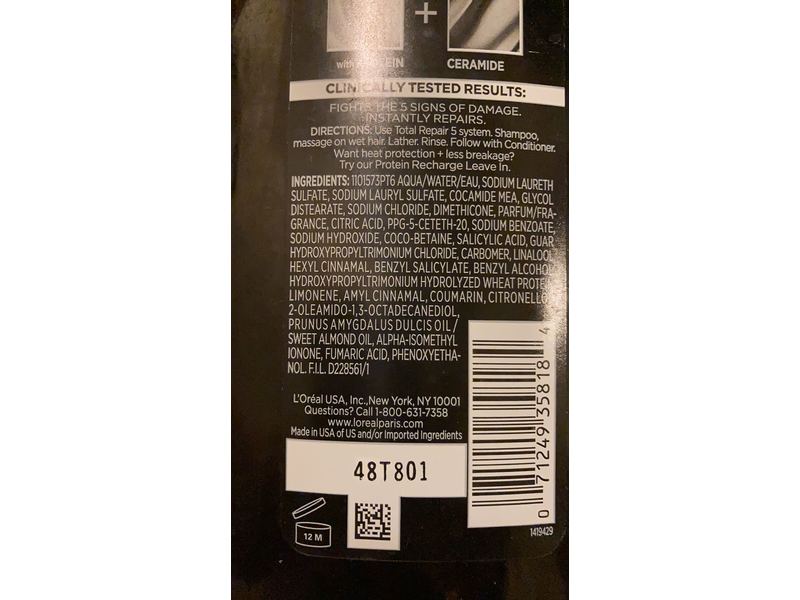 +
with PROTEIN
CERAMIDE
CLINICALLY TESTED RESULTS:
FIGHTS THE 5 SIGNS OF DAMAGE.
INSTANTLY REPAIRS.
DIRECTIONS: Use Total Repair 5 system. Shampoo,
massage on wet hair. Lather. Rinse. Follow with Conditioner.
Want heat protection + less breakage?
Try our Protein Recharge Leave In.
INGREDIENTS: 1101573PT6 AQUA/WATER/EAU, SODIUM LAURETH
SULFATE, SODIUM LAURYL SULFATE, COCAMIDE MEA, GLYCOL
DISTEARATE, SODIUM CHLORIDE, DIMETHICONE, PARFUM/FRA-
GRANCE, CITRIC ACID, PPG-5-CETETH-20, SODIUM BENZOATE,
SODIUM HYDROXIDE, COCO-BETAINE, SALICYLIC ACID, GUAR
HYDROXYPROPYLTRIMONIUM CHLORIDE, CARBOMER, LINALOOL
HEXYL CINNAMAL, BENZYL SALICYLATE, BENZYL ALCOHOL
HYDROXYPROPYLTRIMONIUM HYDROLYZED WHEAT PROTEIN
LIMONENE, AMYL CINNAMAL, COUMARIN, CITRONELLOL
2-OLEAMIDO-1,3-OCTADECANEDIOL,
PRUNUS AMYGDALUS DULCIS OIL /
SWEET ALMOND OIL, ALPHA-ISOMETHYL
IONONE, FUMARIC ACID, PHENOXYETHA-
NOL. F.I.L. D228561/1
L'Oréal USA, Inc., New York, NY 10001
Questions? Call 1-800-631-7358
www.lorealparis.com
Made in USA of US and/or Imported Ingredients
48T801
12 M
0 71249 35818 4
1419429